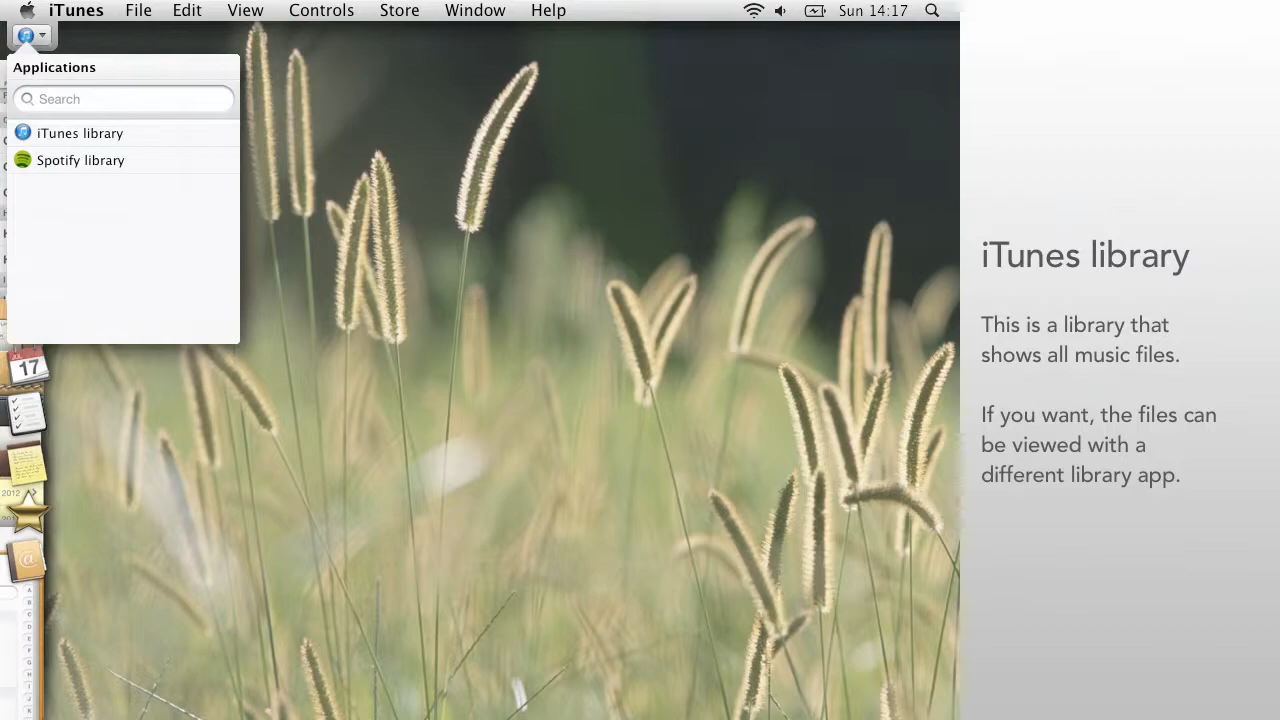 iTunes File Edit View Controls Store Window Help Sun 14:17
Applications
Search
iTunes library
Spotify library
JUL
17
2012
@
A
B
C
D
E
F
G
H
I
J
K
iTunes library
This is a library that
shows all music files.
If you want, the files can
be viewed with a
different library app.